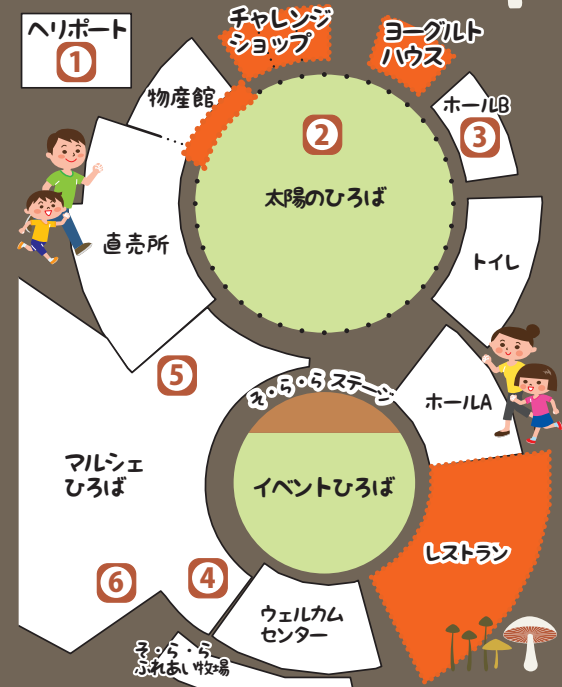 ヘリポート
1
チャレンジ
ショップ
ヨーグルト
ハウス
物産館
ホールB
3
2
太陽のひろば
直売所
トイレ
5
そ・ら・らステージ
ホールA
マルシェ
ひろば
イベントひろば
レストラン
6
4
ウェルカム
センター
そ・ら・ら
ふれあい牧場